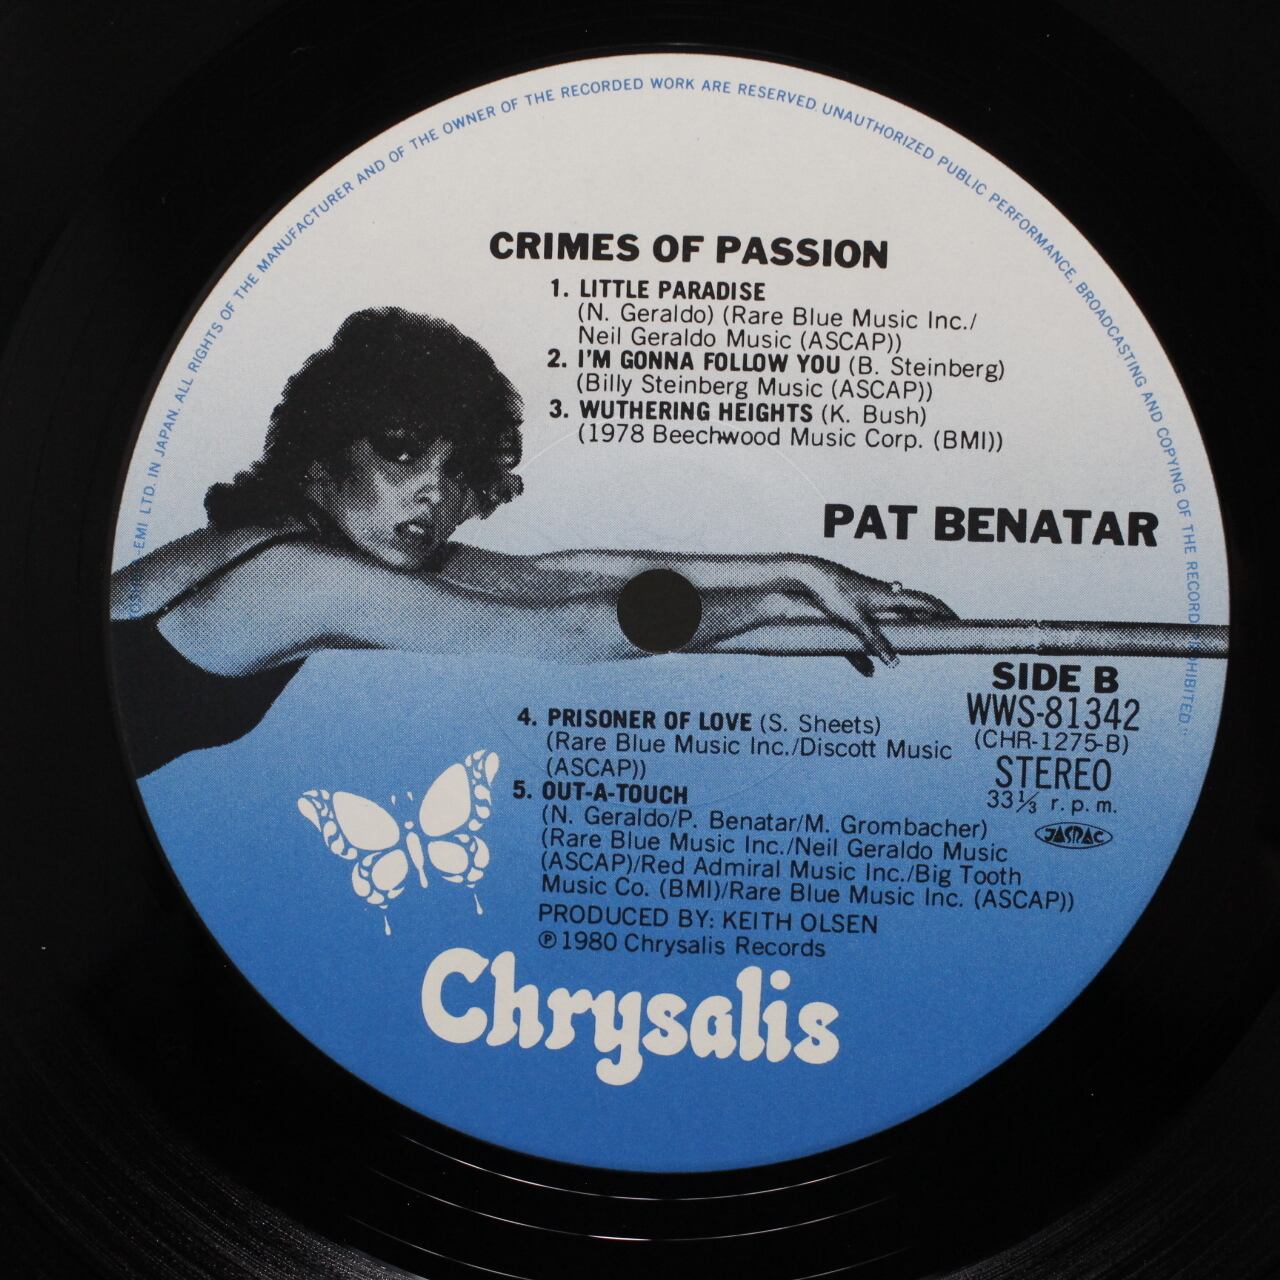 EMI LTD. IN JAPAN. ALL RIGHTS OF THE MANUFACTURER AND OF THE OWNER OF THE RECORDED WORK ARE RESERVED. UNAUTHORIZED PUBLIC PERFORMANCE, BROADCASTING AND COPYING OF THE RECORD PROHIBITED.
CRIMES OF PASSION
1. LITTLE PARADISE
(N. Geraldo) (Rare Blue Music Inc./
Neil Geraldo Music (ASCAP))
2. I'M GONNA FOLLOW YOU (B. Steinberg)
(Billy Steinberg Music (ASCAP))
3. WUTHERING HEIGHTS (K. Bush)
(1978 Beechwood Music Corp. (BMI))
PAT BENATAR
SIDE B
WWS-81342
(CHR-1275-B)
STEREO
33⅓ r.p.m.
JASRAC
4. PRISONER OF LOVE (S. Sheets)
(Rare Blue Music Inc./Discott Music
(ASCAP))
5. OUT-A-TOUCH
(N. Geraldo/P. Benatar/M. Grombacher)
(Rare Blue Music Inc./Neil Geraldo Music
(ASCAP)/Red Admiral Music Inc./Big Tooth
Music Co. (BMI)/Rare Blue Music Inc. (ASCAP))
PRODUCED BY: KEITH OLSEN
℗1980 Chrysalis Records
Chrysalis